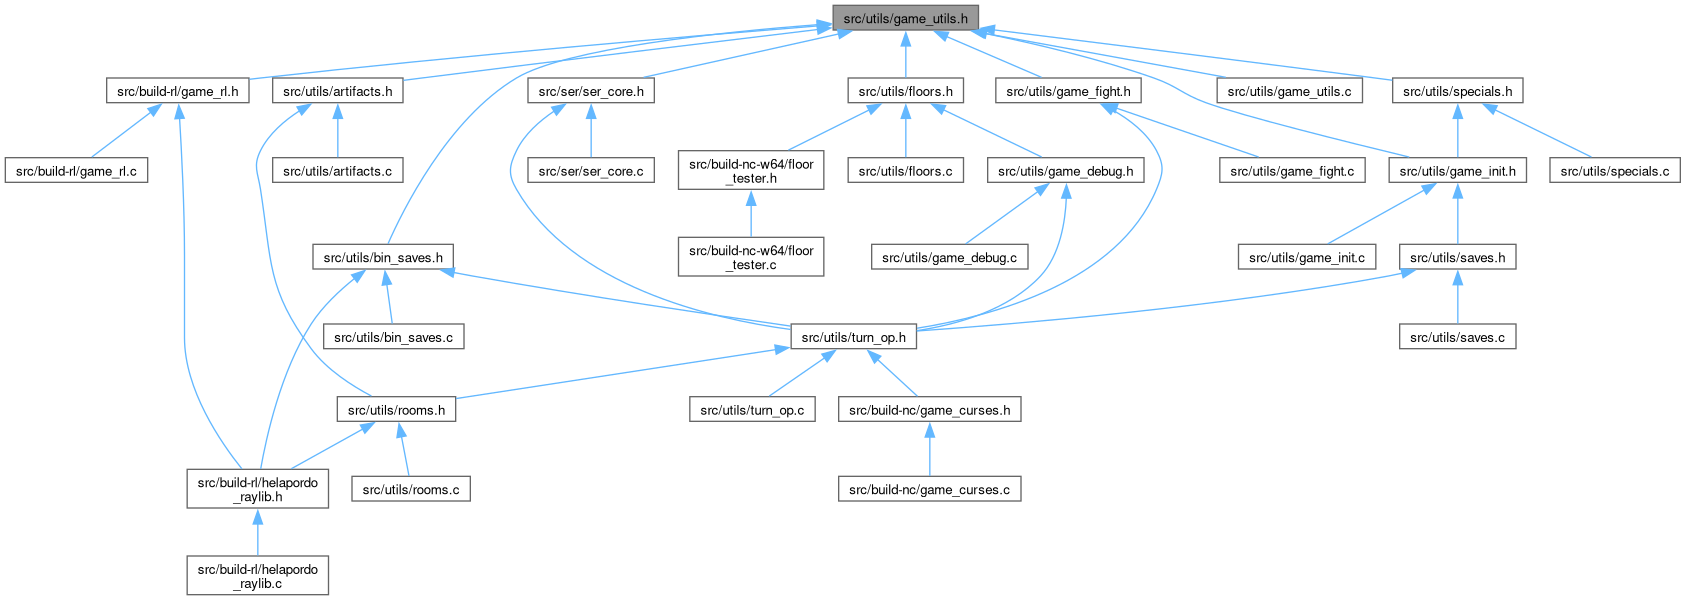 src/utils/game_utils.h
src/build-rl/game_rl.h
src/utils/artifacts.h
src/ser/ser_core.h
src/utils/floors.h
src/utils/game_fight.h
src/utils/game_utils.c
src/utils/specials.h
src/build-rl/game_rl.c
src/utils/artifacts.c
src/ser/ser_core.c
src/build-nc-w64/floor
_tester.h
src/utils/floors.c
src/utils/game_debug.h
src/utils/game_fight.c
src/utils/game_init.h
src/utils/specials.c
src/utils/bin_saves.h
src/build-nc-w64/floor
_tester.c
src/utils/game_debug.c
src/utils/game_init.c
src/utils/saves.h
src/utils/bin_saves.c
src/utils/turn_op.h
src/utils/saves.c
src/utils/rooms.h
src/utils/turn_op.c
src/build-nc/game_curses.h
src/build-rl/helapordo
_raylib.h
src/utils/rooms.c
src/build-nc/game_curses.c
src/build-rl/helapordo
_raylib.c